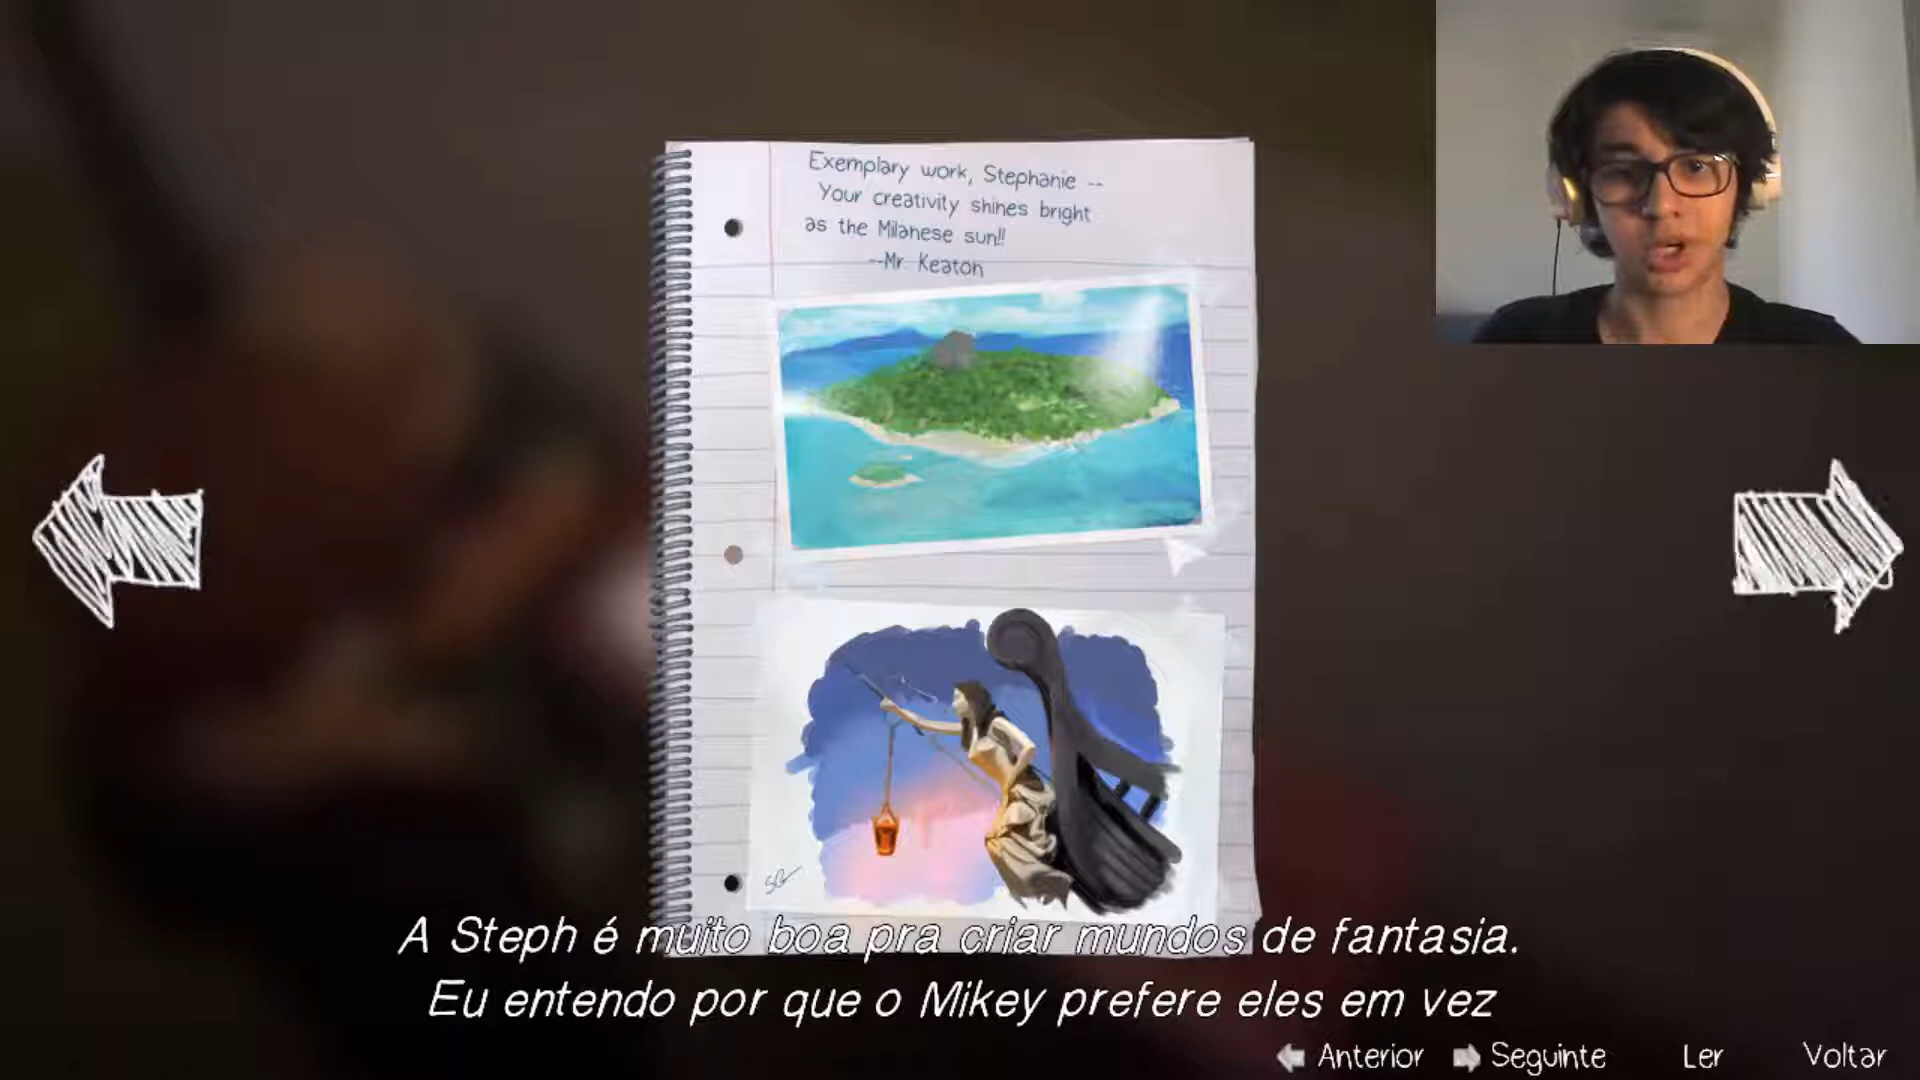 Exemplary work, Stephanie --
Your creativity shines bright
as the Milanese sun!!
--Mr. Keaton
A Steph é muito boa pra criar mundos de fantasia.
Eu entendo por que o Mikey prefere eles em vez
Anterior Seguinte Ler Voltar